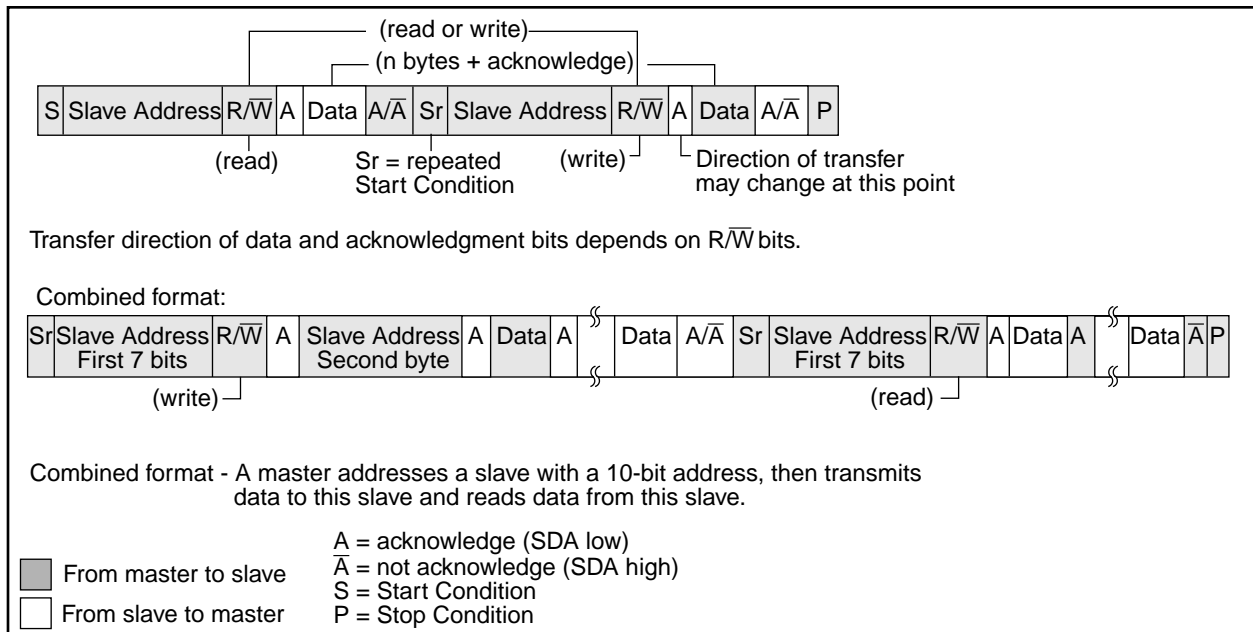 (read or write)
(n bytes + acknowledge)
S Slave Address R/W̅ A Data A/A̅ Sr Slave Address R/W̅ A Data A/A̅ P
(read) Sr = repeated Start Condition (write) Direction of transfer may change at this point
Transfer direction of data and acknowledgment bits depends on R/W̅ bits.
Combined format:
Sr Slave Address First 7 bits R/W̅ A Slave Address Second byte A Data A Data A/A̅ Sr Slave Address First 7 bits R/W̅ A Data A Data A̅ P
(write) (read)
Combined format - A master addresses a slave with a 10-bit address, then transmits
data to this slave and reads data from this slave.
A = acknowledge (SDA low)
A̅ = not acknowledge (SDA high)
S = Start Condition
P = Stop Condition
From master to slave
From slave to master